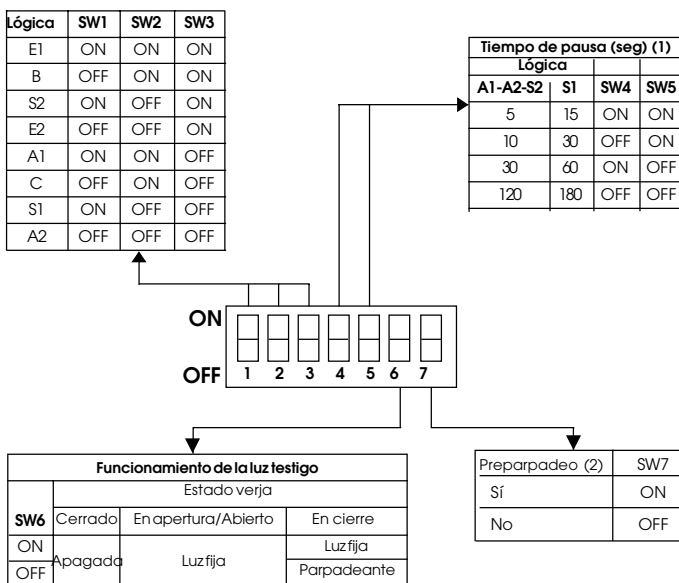 Lógica SW1 SW2 SW3
E1 ON ON ON
B OFF ON ON
S2 ON OFF ON
E2 OFF OFF ON
A1 ON ON OFF
C OFF ON OFF
S1 ON OFF OFF
A2 OFF OFF OFF
Tiempo de pausa (seg) (1)
Lógica
A1-A2-S2 S1 SW4 SW5
5 15 ON ON
10 30 OFF ON
30 60 ON OFF
120 180 OFF OFF
ON
OFF 1 2 3 4 5 6 7
Funcionamiento de la luz testigo
Estado verja
SW6 Cerrado En apertura/Abierto En cierre
ON Apagada Luz fija Luz fija
OFF Parpadeante
Preparpadeo (2) SW7
Sí ON
No OFF